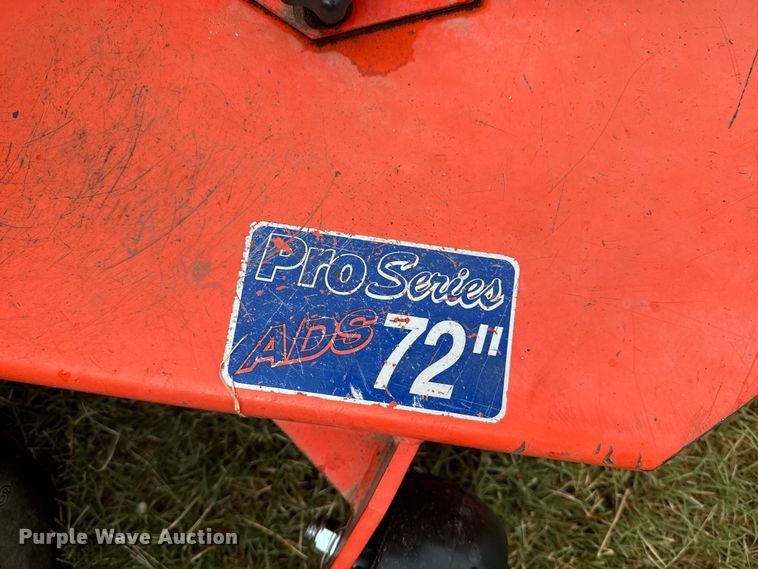 Pro Series
ADS 72"
Purple Wave Auction